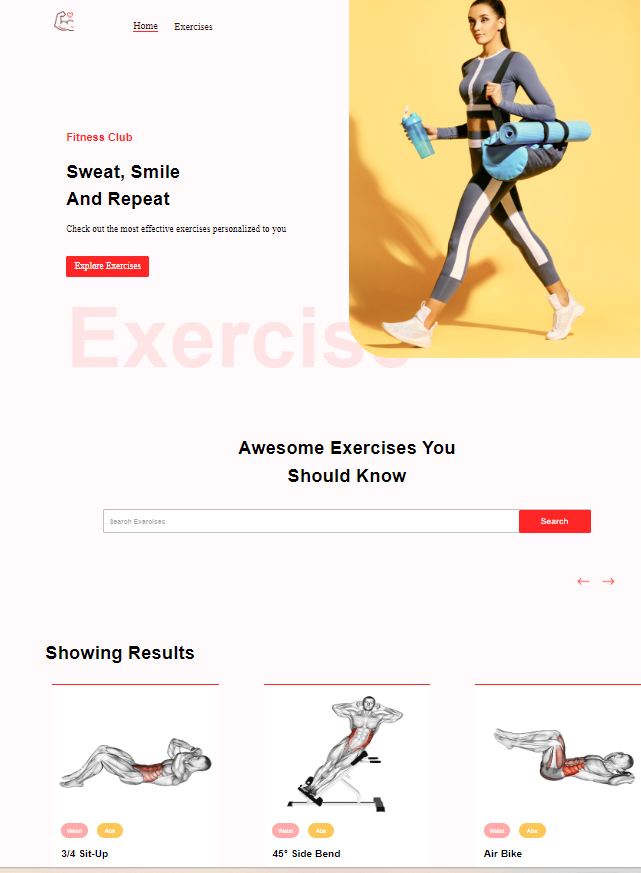 Home Exercises
Fitness Club
Sweat, Smile
And Repeat
Check out the most effective exercises personalized to you
Explore Exercises
Exercise
Awesome Exercises You
Should Know
Search Exercises Search
Showing Results
Waist Abs Waist Abs Waist Abs
3/4 Sit-Up 45° Side Bend Air Bike